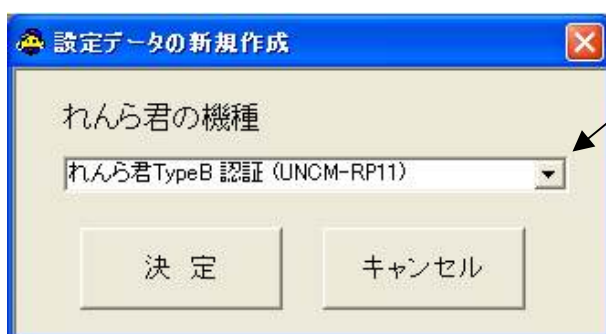 設定データの新規作成
れんら君の機種
れんら君TypeB 認証 (UNCM-RP11)
決 定
キャンセル